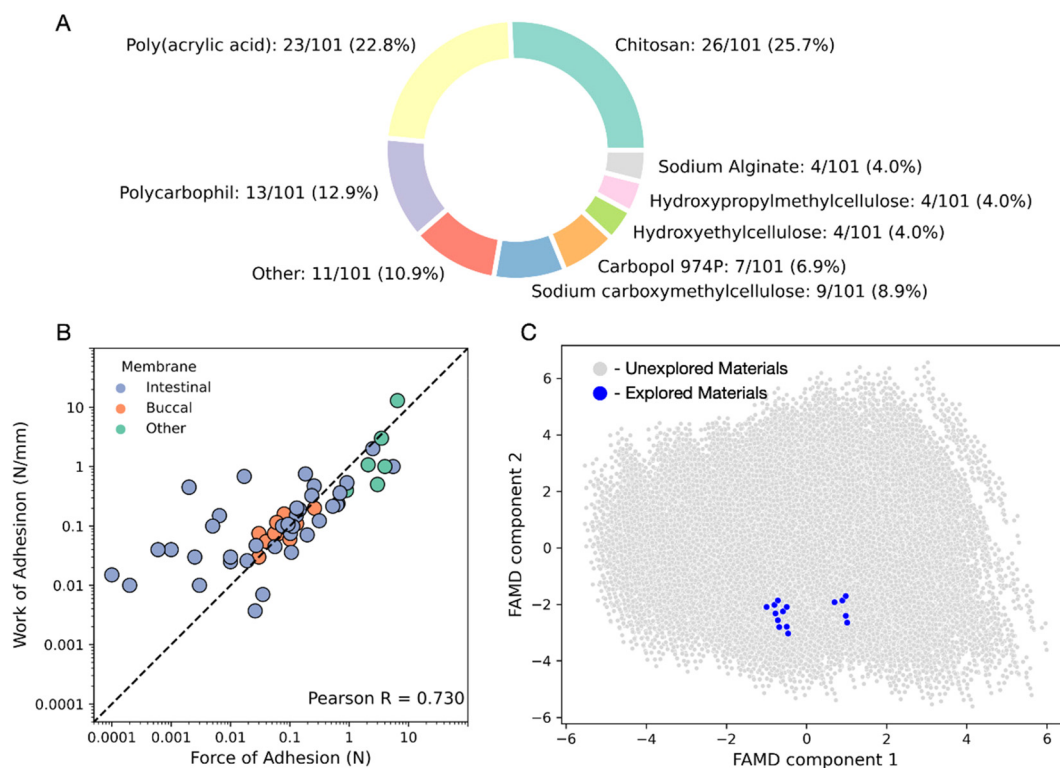 A
Poly(acrylic acid): 23/101 (22.8%)
Chitosan: 26/101 (25.7%)
Polycarbophil: 13/101 (12.9%)
Sodium Alginate: 4/101 (4.0%)
Hydroxypropylmethylcellulose: 4/101 (4.0%)
Hydroxyethylcellulose: 4/101 (4.0%)
Other: 11/101 (10.9%)
Carbopol 974P: 7/101 (6.9%)
Sodium carboxymethylcellulose: 9/101 (8.9%)
B
Membrane
Intestinal
Buccal
Other
10
1
0.1
0.01
0.001
0.0001
Work of Adhesinon (N/mm)
Pearson R = 0.730
0.0001
0.001
0.01
0.1
1
10
Force of Adhesion (N)
C
- Unexplored Materials
- Explored Materials
6
4
2
0
−2
−4
−6
FAMD component 2
−6
−4
−2
0
2
4
6
FAMD component 1